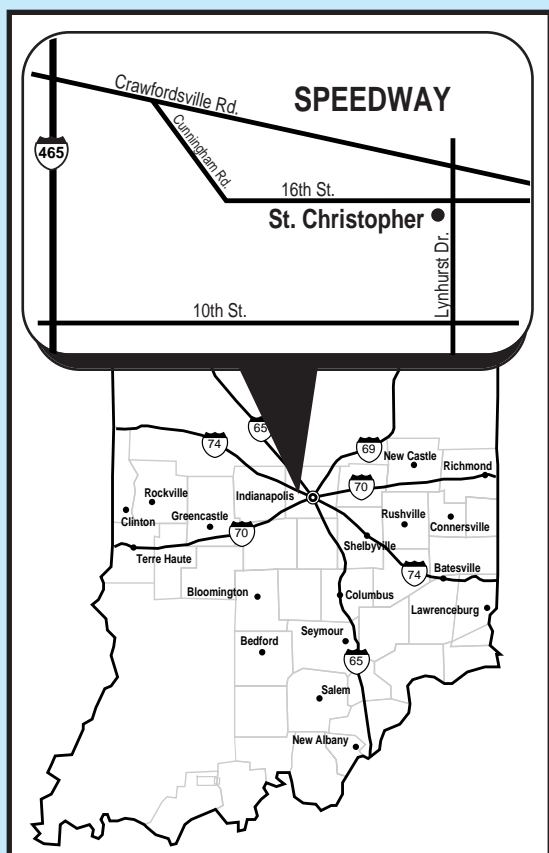 Crawfordsville Rd.
SPEEDWAY
465
Cunningham Rd.
16th St.
St. Christopher
Lynhurst Dr.
10th St.
65
74
69
New Castle
Richmond
70
Indianapolis
Rockville
Clinton
Greencastle
Rushville
Connersville
70
Shelbyville
Terre Haute
Batesville
74
Bloomington
Columbus
Lawrenceburg
Seymour
Bedford
65
Salem
New Albany